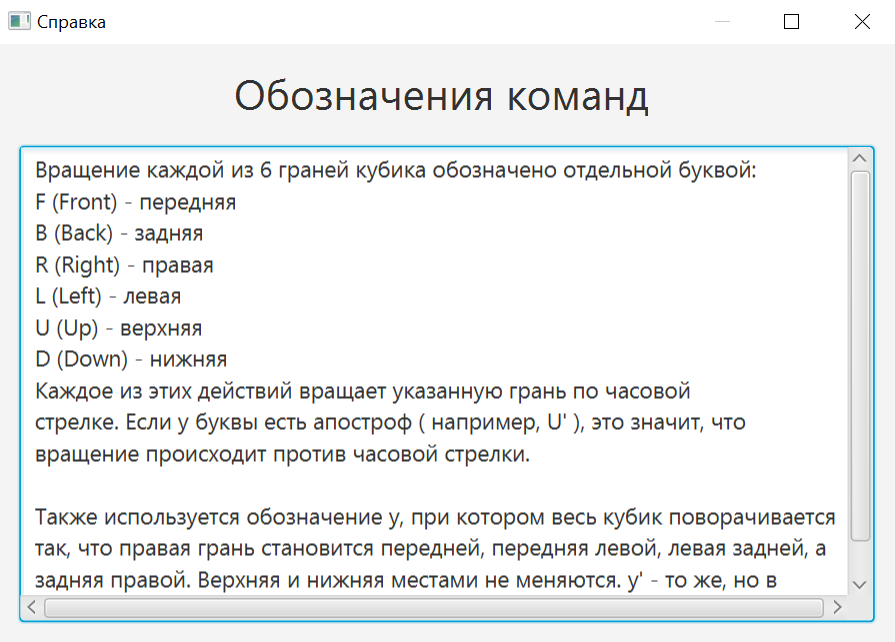 Справка
Обозначения команд
Вращение каждой из 6 граней кубика обозначено отдельной буквой:
F (Front) - передняя
B (Back) - задняя
R (Right) - правая
L (Left) - левая
U (Up) - верхняя
D (Down) - нижняя
Каждое из этих действий вращает указанную грань по часовой
стрелке. Если у буквы есть апостроф ( например, U' ), это значит, что
вращение происходит против часовой стрелки.
Также используется обозначение y, при котором весь кубик поворачивается
так, что правая грань становится передней, передняя левой, левая задней, а
задняя правой. Верхняя и нижняя местами не меняются. y' - то же, но в